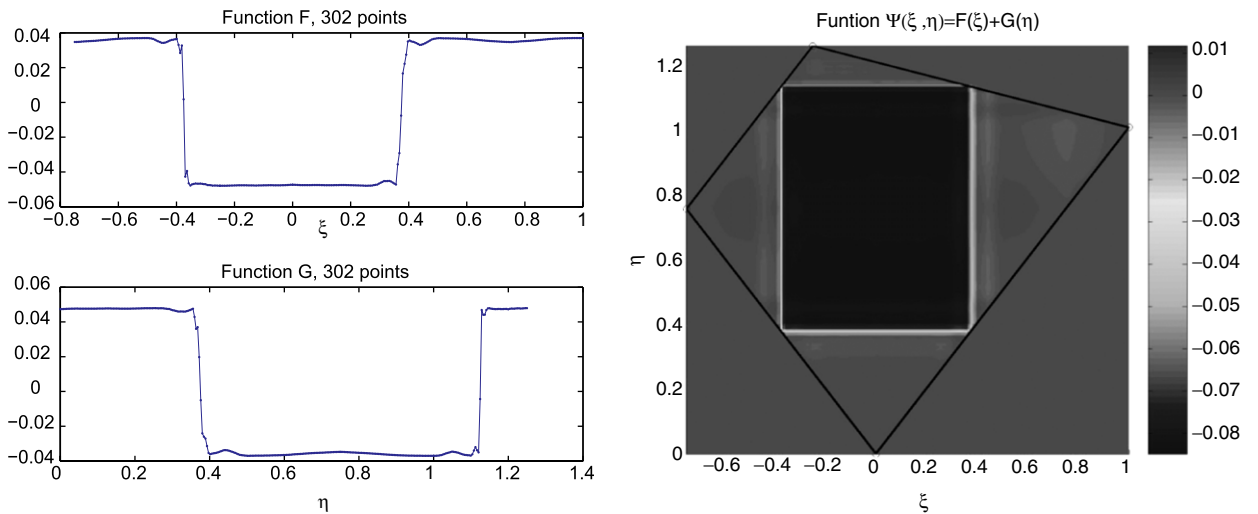 Function F, 302 points
0.04
0.02
0
−0.02
−0.04
−0.06
−0.8 −0.6 −0.4 −0.2 0 0.2 0.4 0.6 0.8 1
ξ
Function G, 302 points
0.06
0.04
0.02
0
−0.02
−0.04
0 0.2 0.4 0.6 0.8 1 1.2 1.4
η
Funtion Ψ(ξ ,η)=F(ξ)+G(η)
1.2
1
0.8
0.6
0.4
0.2
0
η
−0.6 −0.4 −0.2 0 0.2 0.4 0.6 0.8 1
ξ
0.01
0
−0.01
−0.02
−0.03
−0.04
−0.05
−0.06
−0.07
−0.08